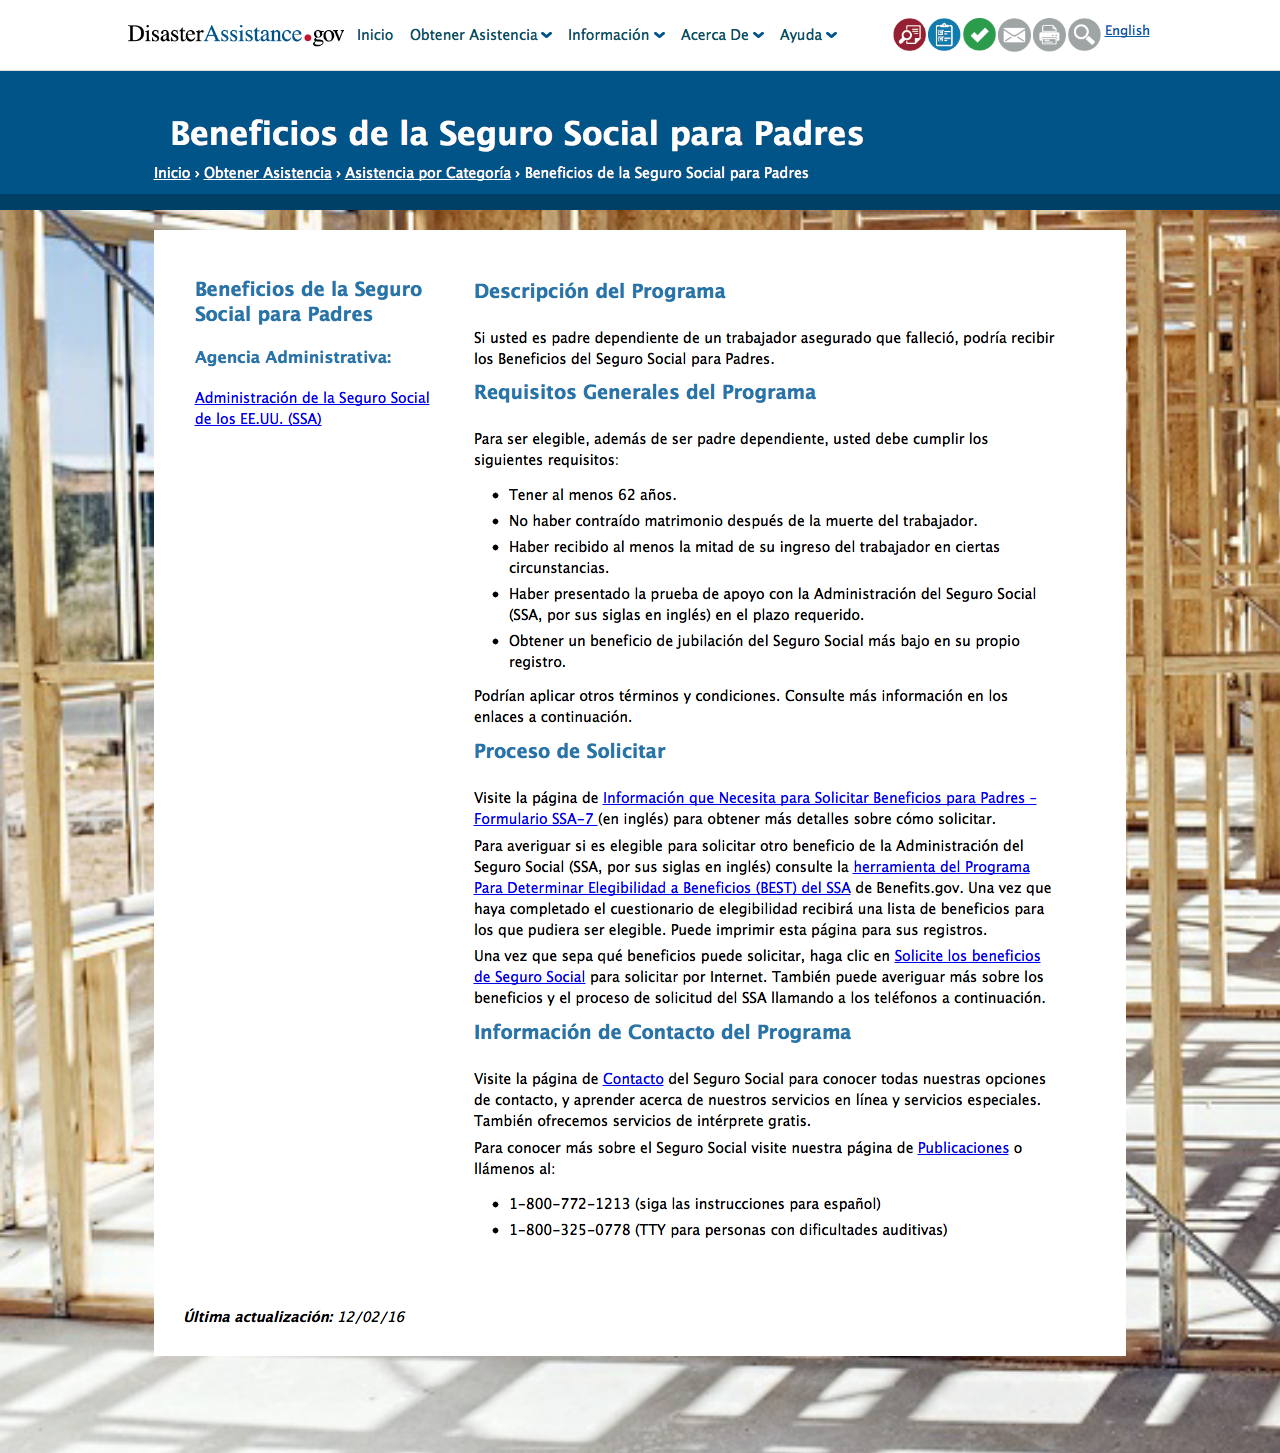 DisasterAssistance.gov Inicio Obtener Asistencia Información Acerca De Ayuda English
Beneficios de la Seguro Social para Padres
Inicio › Obtener Asistencia › Asistencia por Categoría › Beneficios de la Seguro Social para Padres
Beneficios de la Seguro
Social para Padres
Agencia Administrativa:
Administración de la Seguro Social
de los EE.UU. (SSA)
Descripción del Programa
Si usted es padre dependiente de un trabajador asegurado que falleció, podría recibir
los Beneficios del Seguro Social para Padres.
Requisitos Generales del Programa
Para ser elegible, además de ser padre dependiente, usted debe cumplir los
siguientes requisitos:
• Tener al menos 62 años.
• No haber contraído matrimonio después de la muerte del trabajador.
• Haber recibido al menos la mitad de su ingreso del trabajador en ciertas
circunstancias.
• Haber presentado la prueba de apoyo con la Administración del Seguro Social
(SSA, por sus siglas en inglés) en el plazo requerido.
• Obtener un beneficio de jubilación del Seguro Social más bajo en su propio
registro.
Podrían aplicar otros términos y condiciones. Consulte más información en los
enlaces a continuación.
Proceso de Solicitar
Visite la página de Información que Necesita para Solicitar Beneficios para Padres –
Formulario SSA-7 (en inglés) para obtener más detalles sobre cómo solicitar.
Para averiguar si es elegible para solicitar otro beneficio de la Administración del
Seguro Social (SSA, por sus siglas en inglés) consulte la herramienta del Programa
Para Determinar Elegibilidad a Beneficios (BEST) del SSA de Benefits.gov. Una vez que
haya completado el cuestionario de elegibilidad recibirá una lista de beneficios para
los que pudiera ser elegible. Puede imprimir esta página para sus registros.
Una vez que sepa qué beneficios puede solicitar, haga clic en Solicite los beneficios
de Seguro Social para solicitar por Internet. También puede averiguar más sobre los
beneficios y el proceso de solicitud del SSA llamando a los teléfonos a continuación.
Información de Contacto del Programa
Visite la página de Contacto del Seguro Social para conocer todas nuestras opciones
de contacto, y aprender acerca de nuestros servicios en línea y servicios especiales.
También ofrecemos servicios de intérprete gratis.
Para conocer más sobre el Seguro Social visite nuestra página de Publicaciones o
llámenos al:
• 1-800-772-1213 (siga las instrucciones para español)
• 1-800-325-0778 (TTY para personas con dificultades auditivas)
Última actualización: 12/02/16